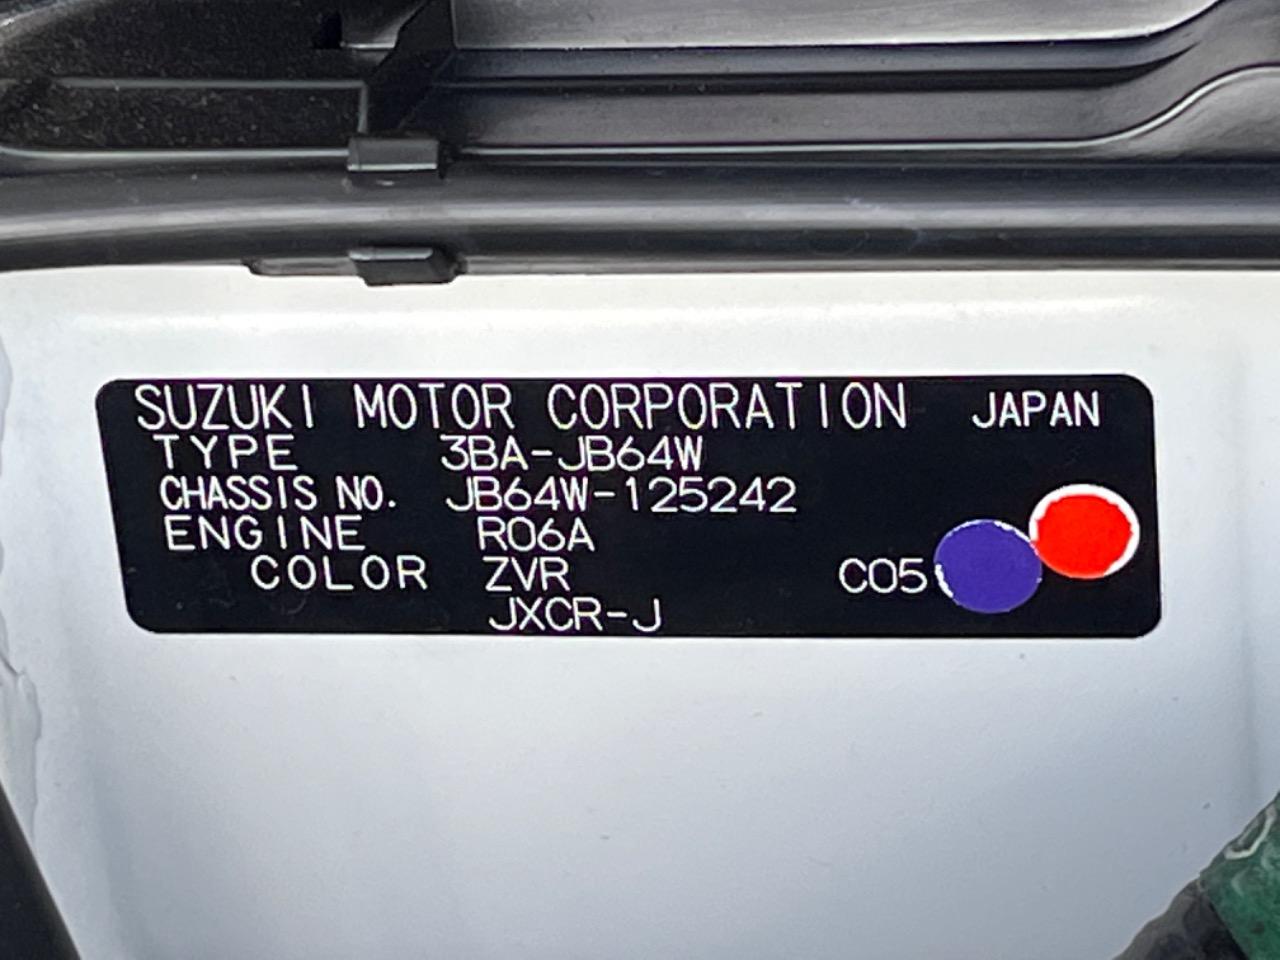 SUZUKI MOTOR CORPORATION JAPAN
TYPE 3BA-JB64W
CHASSIS NO. JB64W-125242
ENGINE R06A
COLOR ZVR C05
JXCR-J